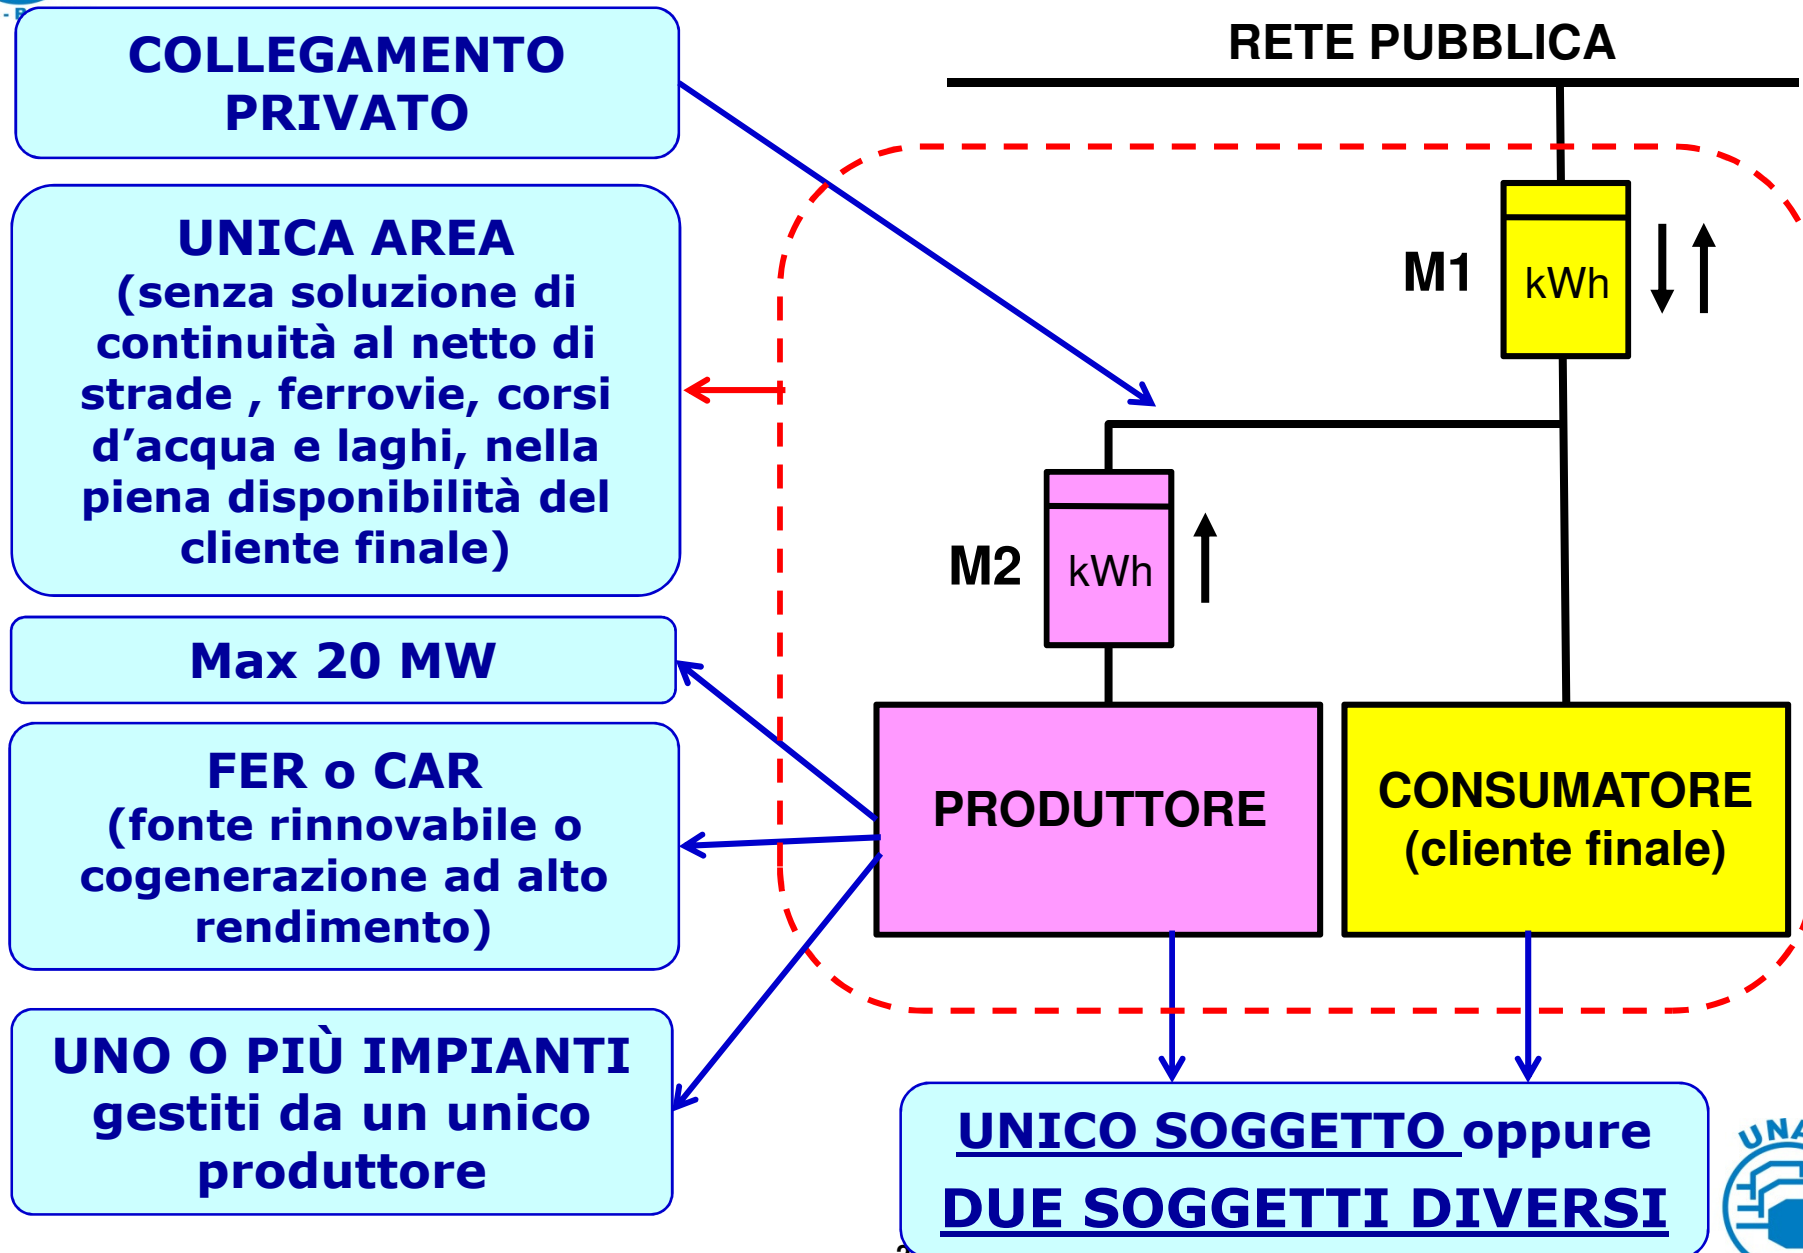 COLLEGAMENTO
PRIVATO
UNICA AREA
(senza soluzione di
continuità al netto di
strade , ferrovie, corsi
d'acqua e laghi, nella
piena disponibilità del
cliente finale)
Max 20 MW
FER o CAR
(fonte rinnovabile o
cogenerazione ad alto
rendimento)
UNO O PIÙ IMPIANTI
gestiti da un unico
produttore
RETE PUBBLICA
M1
kWh
M2
kWh
PRODUTTORE
CONSUMATORE
(cliente finale)
UNICO SOGGETTO oppure
DUE SOGGETTI DIVERSI